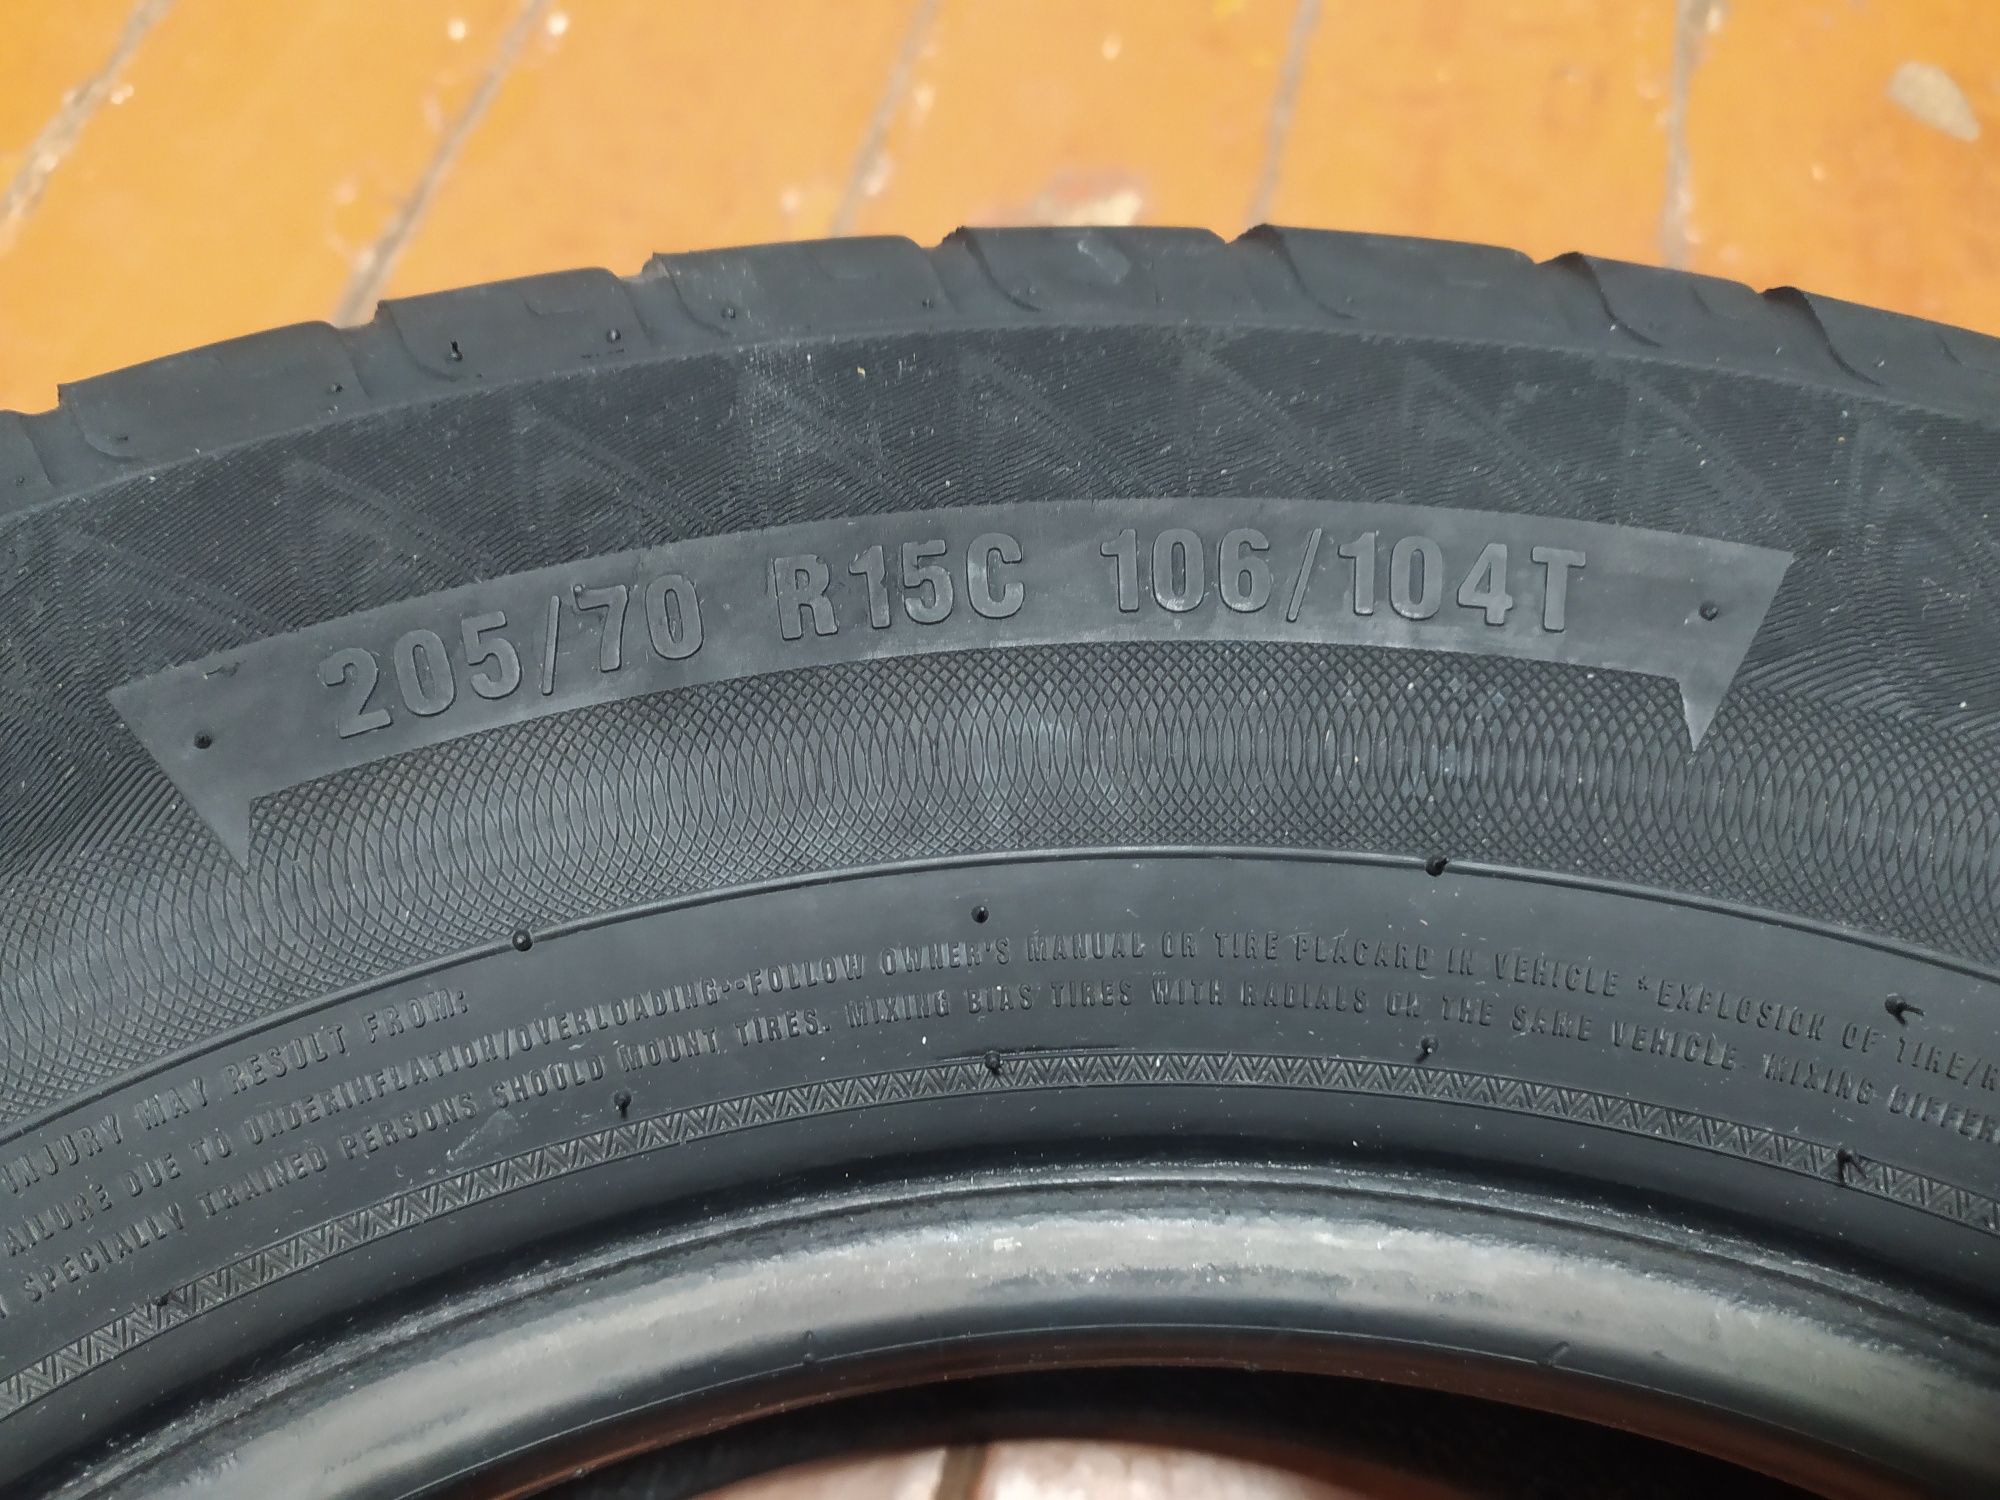 205/70 R15C 106/104T
INJURY MAY RESULT FROM:
FAILURE DUE TO UNDERINFLATION/OVERLOADING--FOLLOW OWNER'S MANUAL OR TIRE PLACARD IN VEHICLE *EXPLOSION OF TIRE/R
SPECIALLY TRAINED PERSONS SHOULD MOUNT TIRES. MIXING BIAS TIRES WITH RADIALS ON THE SAME VEHICLE MIXING DIFFER